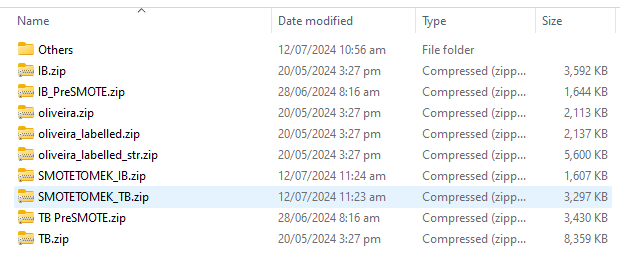 Name Date modified Type Size
Others 12/07/2024 10:56 am File folder
IB.zip 20/05/2024 3:27 pm Compressed (zipp... 3,592 KB
IB_PreSMOTE.zip 28/06/2024 8:16 am Compressed (zipp... 1,644 KB
oliveira.zip 20/05/2024 3:27 pm Compressed (zipp... 2,113 KB
oliveira_labelled.zip 20/05/2024 3:27 pm Compressed (zipp... 2,137 KB
oliveira_labelled_str.zip 20/05/2024 3:27 pm Compressed (zipp... 5,600 KB
SMOTETOMEK_IB.zip 12/07/2024 11:24 am Compressed (zipp... 1,607 KB
SMOTETOMEK_TB.zip 12/07/2024 11:23 am Compressed (zipp... 3,297 KB
TB PreSMOTE.zip 28/06/2024 8:16 am Compressed (zipp... 3,430 KB
TB.zip 20/05/2024 3:27 pm Compressed (zipp... 8,359 KB